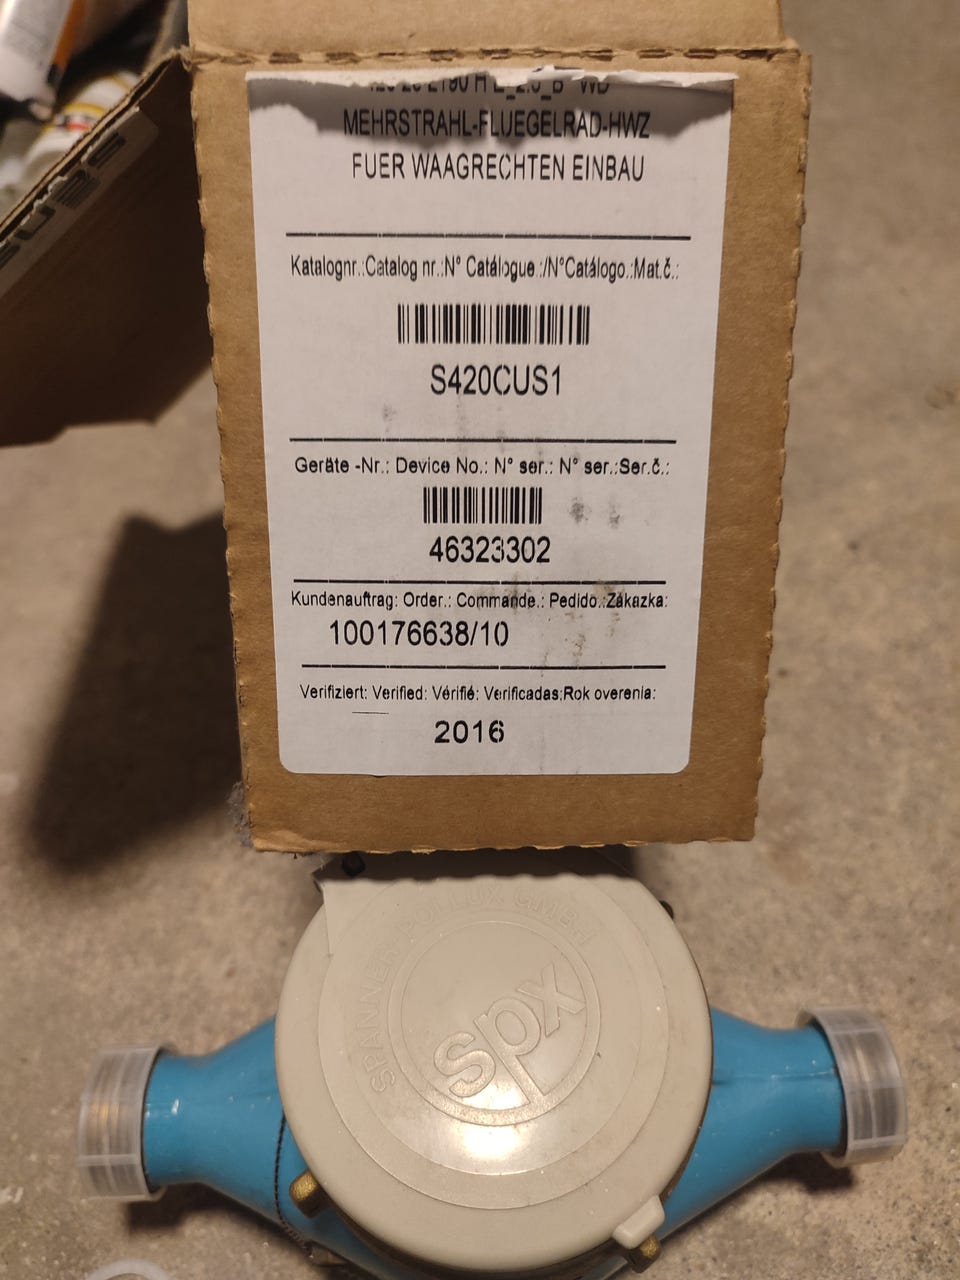 MEHRSTRAHL-FLUEGELRAD-HWZ
FUER WAAGRECHTEN EINBAU
Katalognr.:Catalog nr.:N° Catálogue.:/N°Catálogo.:Mat.č.:
S420CUS1
Geräte -Nr.: Device No.: N° ser.: N° ser.:Ser.č.:
46323302
Kundenauftrag: Order.: Commande.: Pedido.:Zákazka:
100176638/10
Verifiziert: Verified: Vérifié: Verificadas:Rok overenia:
2016
SPANNER-POLLUX GMBH
spx